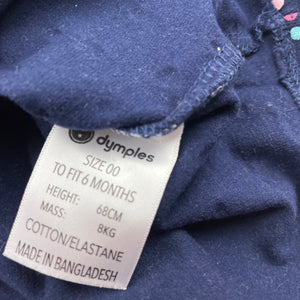 dymples
SIZE 00
TO FIT 6 MONTHS
HEIGHT: 68CM
MASS: 8KG
COTTON/ELASTANE
MADE IN BANGLADESH